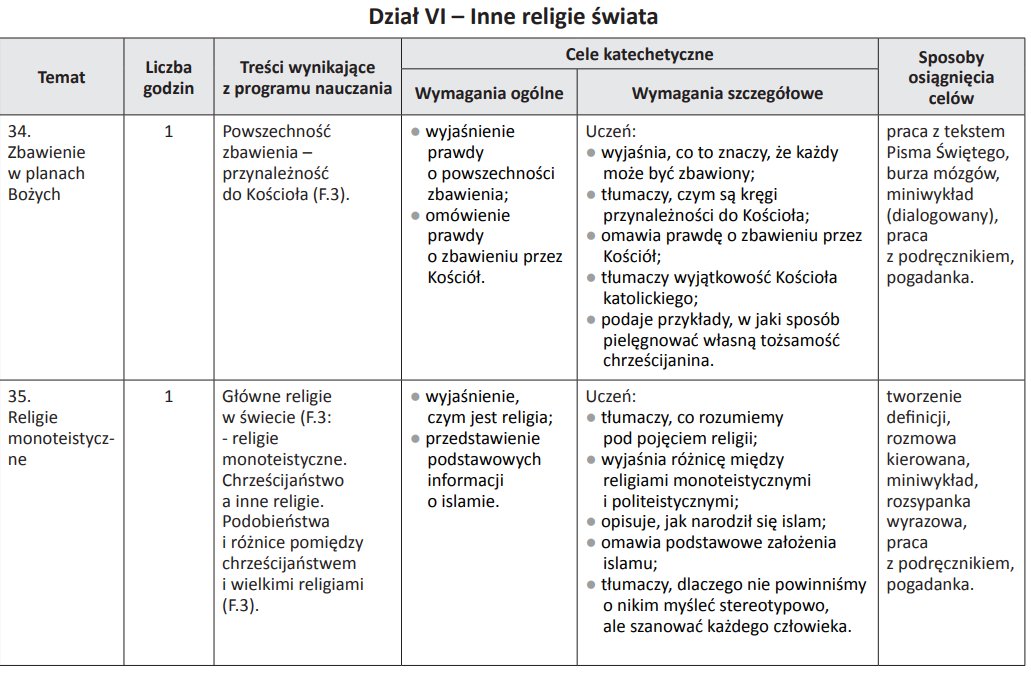 Dział VI – Inne religie świata
Temat
Liczba
godzin
Treści wynikające
z programu nauczania
Cele katechetyczne
Wymagania ogólne
Wymagania szczegółowe
Sposoby
osiągnięcia
celów
34.
Zbawienie
w planach
Bożych
1
Powszechność
zbawienia –
przynależność
do Kościoła (F.3).
● wyjaśnienie
prawdy
o powszechności
zbawienia;
● omówienie
prawdy
o zbawieniu przez
Kościół.
Uczeń:
● wyjaśnia, co to znaczy, że każdy
może być zbawiony;
● tłumaczy, czym są kręgi
przynależności do Kościoła;
● omawia prawdę o zbawieniu przez
Kościół;
● tłumaczy wyjątkowość Kościoła
katolickiego;
● podaje przykłady, w jaki sposób
pielęgnować własną tożsamość
chrześcijanina.
praca z tekstem
Pisma Świętego,
burza mózgów,
miniwykład
(dialogowany),
praca
z podręcznikiem,
pogadanka.
35.
Religie
monoteistycz-
ne
1
Główne religie
w świecie (F.3:
- religie
monoteistyczne.
Chrześcijaństwo
a inne religie.
Podobieństwa
i różnice pomiędzy
chrześcijaństwem
i wielkimi religiami
(F.3).
● wyjaśnienie,
czym jest religia;
● przedstawienie
podstawowych
informacji
o islamie.
Uczeń:
● tłumaczy, co rozumiemy
pod pojęciem religii;
● wyjaśnia różnicę między
religiami monoteistycznymi
i politeistycznymi;
● opisuje, jak narodził się islam;
● omawia podstawowe założenia
islamu;
● tłumaczy, dlaczego nie powinniśmy
o nikim myśleć stereotypowo,
ale szanować każdego człowieka.
tworzenie
definicji,
rozmowa
kierowana,
miniwykład,
rozsypanka
wyrazowa,
praca
z podręcznikiem,
pogadanka.